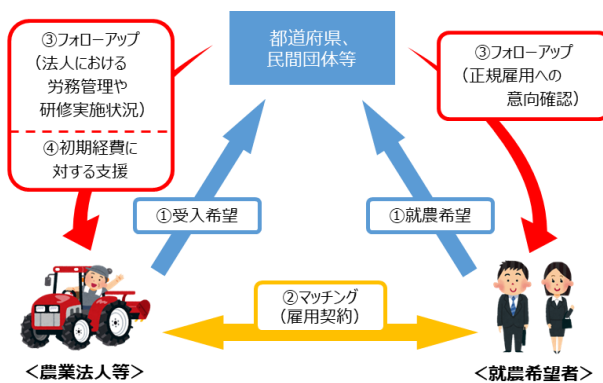 都道府県、
民間団体等
③フォローアップ
（法人における
労務管理や
研修実施状況）
④初期経費に
対する支援
③フォローアップ
（正規雇用への
意向確認）
①受入希望
①就農希望
②マッチング
（雇用契約）
＜農業法人等＞
＜就農希望者＞